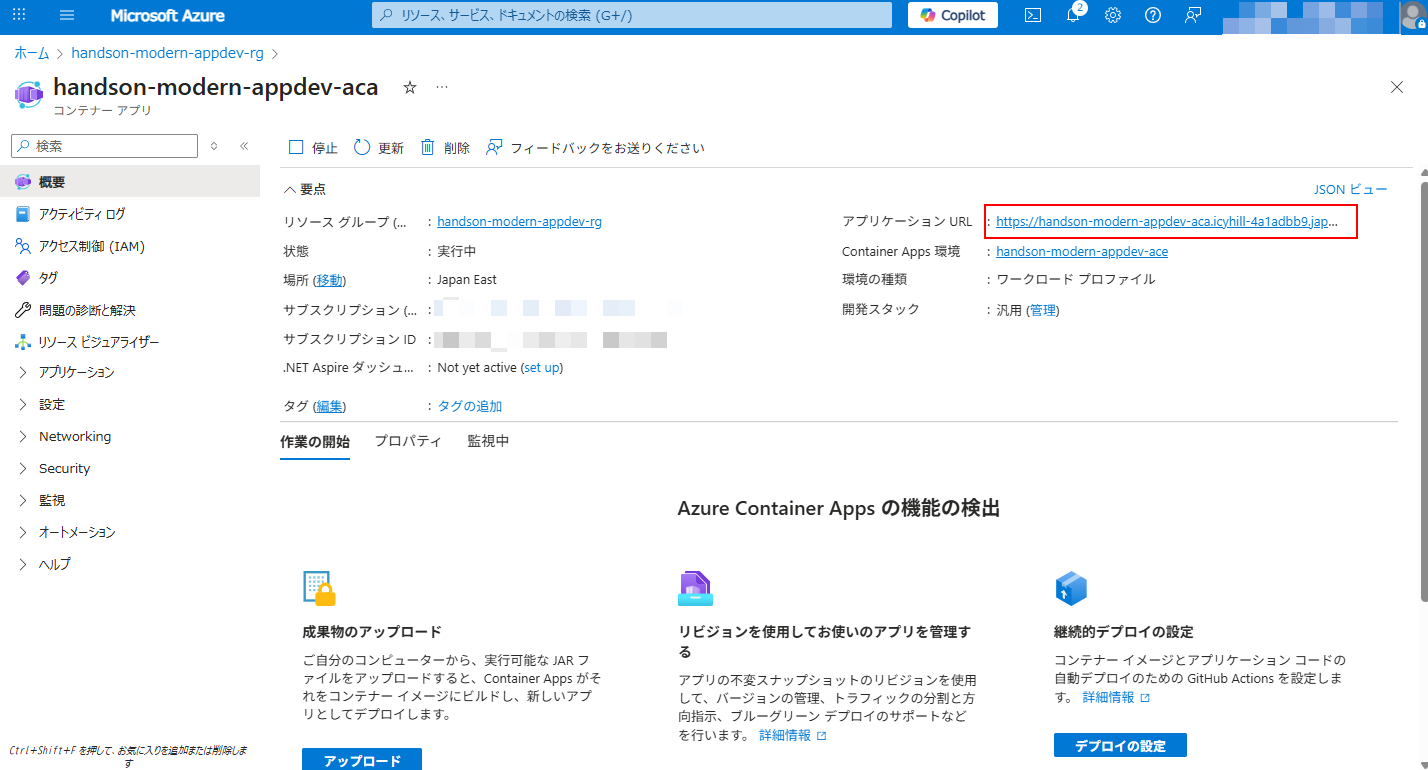 Microsoft Azure
リソース、サービス、ドキュメントの検索 (G+/)
Copilot
2
ホーム > handson-modern-appdev-rg >
handson-modern-appdev-aca
コンテナー アプリ
検索
停止
更新
削除
フィードバックをお送りください
概要
アクティビティ ログ
アクセス制御 (IAM)
タグ
問題の診断と解決
リソース ビジュアライザー
アプリケーション
設定
Networking
Security
監視
オートメーション
ヘルプ
Ctrl+Shift+F を押して、お気に入りを追加または削除しま
す
要点
JSON ビュー
リソース グループ (... : handson-modern-appdev-rg
状態 : 実行中
場所 (移動) : Japan East
サブスクリプション (... :
サブスクリプション ID :
.NET Aspire ダッシュ... : Not yet active (set up)
タグ (編集) : タグの追加
アプリケーション URL : https://handson-modern-appdev-aca.icyhill-4a1adbb9.jap...
Container Apps 環境 : handson-modern-appdev-ace
環境の種類 : ワークロード プロファイル
開発スタック : 汎用 (管理)
作業の開始 プロパティ 監視中
Azure Container Apps の機能の検出
成果物のアップロード
ご自分のコンピューターから、実行可能な JAR フ
ァイルをアップロードすると、Container Apps がそ
れをコンテナー イメージにビルドし、新しいアプ
リとしてデプロイします。
アップロード
リビジョンを使用してお使いのアプリを管理す
る
アプリの不変スナップショットのリビジョンを使用
して、バージョンの管理、トラフィックの分割と方
向指示、ブルーグリーン デプロイのサポートなど
を行います。 詳細情報
継続的デプロイの設定
コンテナー イメージとアプリケーション コードの
自動デプロイのための GitHub Actions を設定しま
す。 詳細情報
デプロイの設定